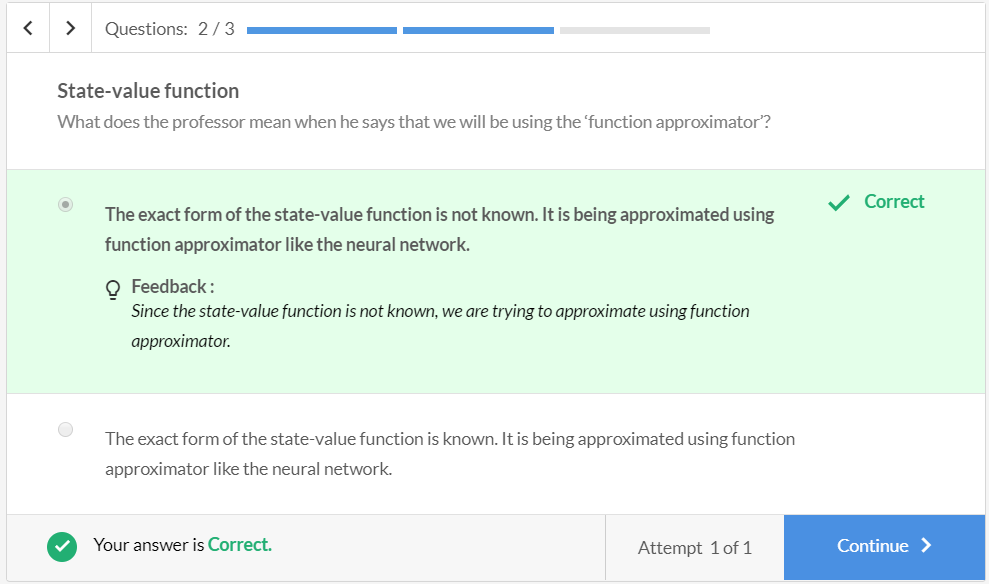 Questions: 2 / 3
State-value function
What does the professor mean when he says that we will be using the ‘function approximator’?
The exact form of the state-value function is not known. It is being approximated using
function approximator like the neural network.
Correct
Feedback :
Since the state-value function is not known, we are trying to approximate using function
approximator.
The exact form of the state-value function is known. It is being approximated using function
approximator like the neural network.
Your answer is Correct.
Attempt 1 of 1
Continue